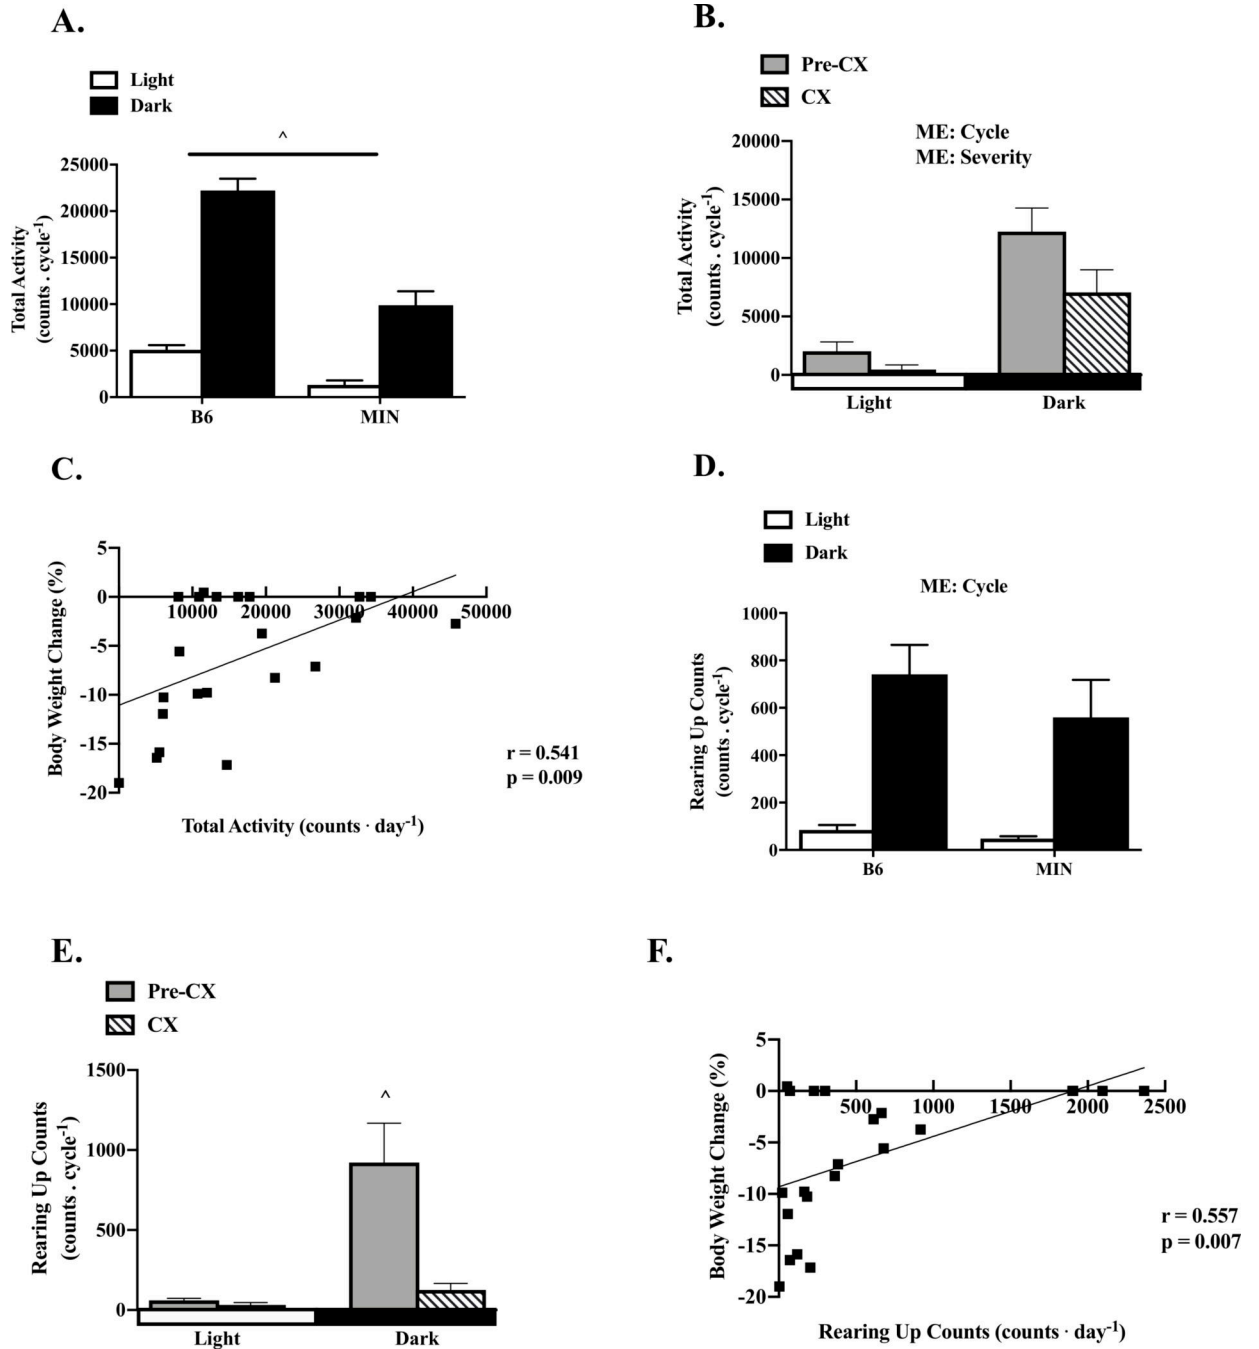 A.
Light
Dark
^
25000
20000
15000
10000
5000
0
Total Activity
(counts . cycle⁻¹)
B6
MIN
B.
Pre-CX
CX
ME: Cycle
ME: Severity
20000
15000
10000
5000
0
Total Activity
(counts . cycle⁻¹)
Light
Dark
C.
5
0
-5
-10
-15
-20
10000
20000
30000
40000
50000
Body Weight Change (%)
r = 0.541
p = 0.009
Total Activity (counts · day⁻¹)
D.
Light
Dark
ME: Cycle
1000
800
600
400
200
0
Rearing Up Counts
(counts . cycle⁻¹)
B6
MIN
E.
Pre-CX
CX
1500
1000
500
0
^
Rearing Up Counts
(counts . cycle⁻¹)
Light
Dark
F.
5
0
-5
-10
-15
-20
500
1000
1500
2000
2500
Body Weight Change (%)
r = 0.557
p = 0.007
Rearing Up Counts (counts · day⁻¹)